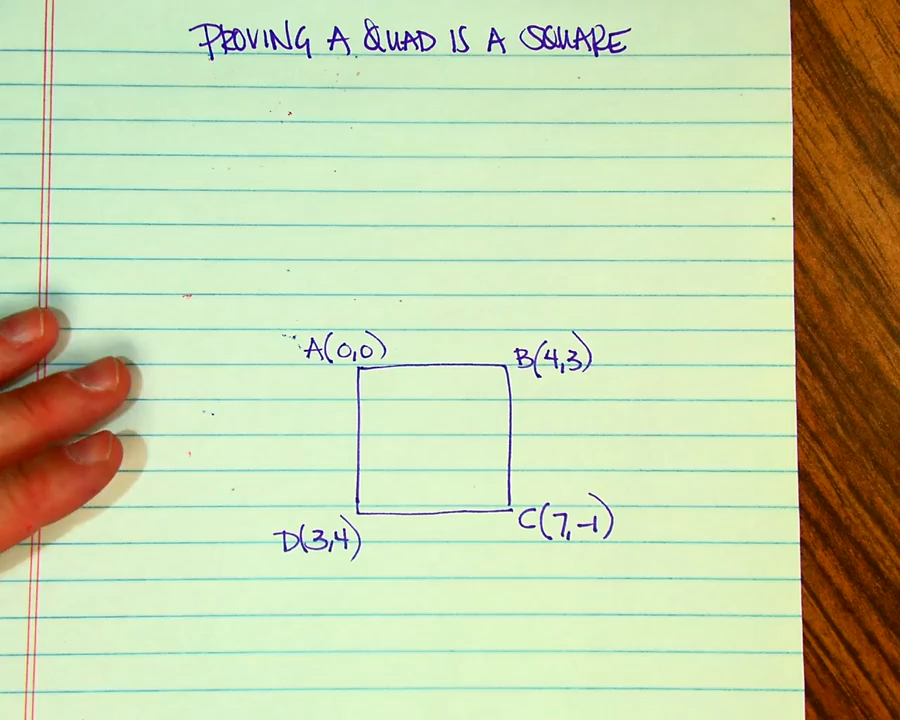 PROVING A QUAD IS A SQUARE
A(0,0)
B(4,3)
C(7,-1)
D(3,4)